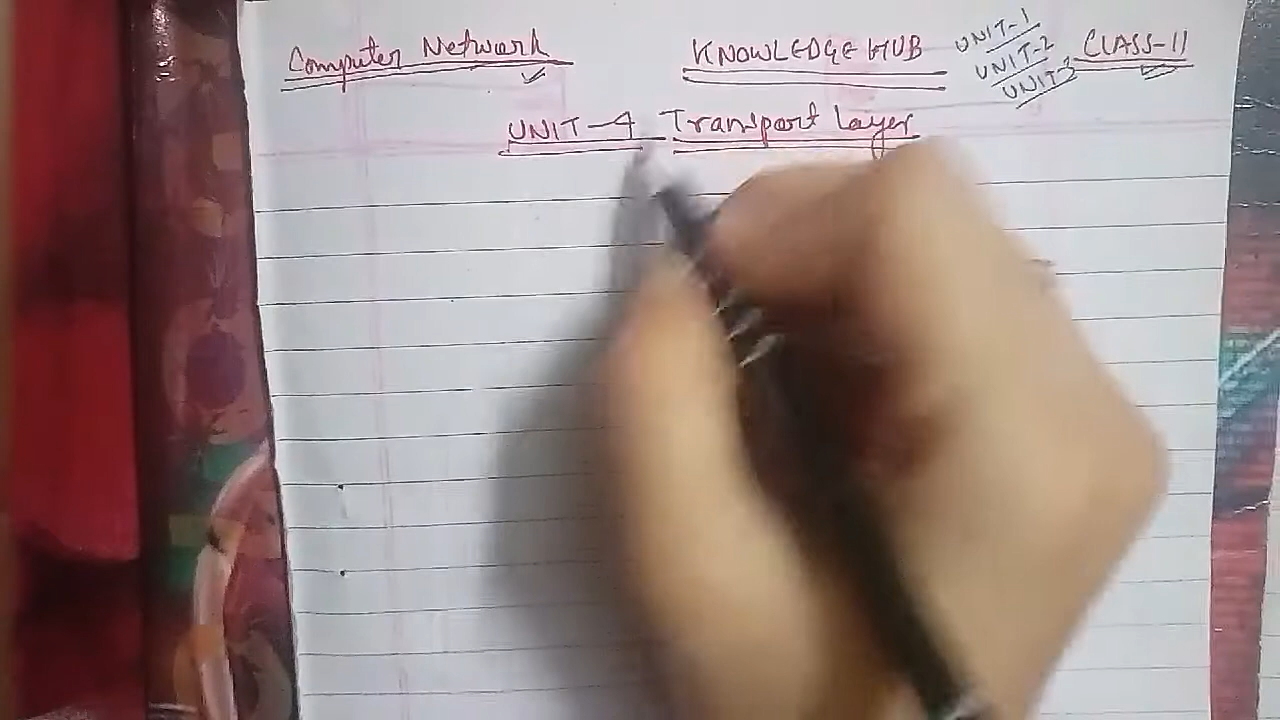 Computer Network KNOWLEDGE HUB UNIT-1 CLASS-11
UNIT-2
UNIT-3
UNIT-4 Transport Layer